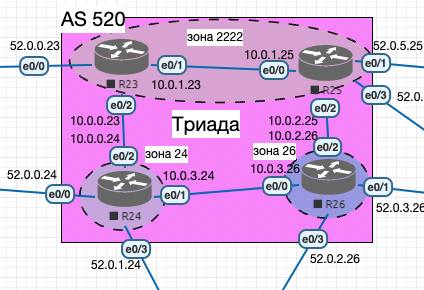 AS 520
52.0.0.23
зона 2222
10.0.1.25
52.0.5.25
e0/0
e0/1
e0/0
e0/1
R23
10.0.1.23
R25
e0/3
e0/2
e0/2
52.0.
10.0.0.23
10.0.2.25
Триада
10.0.0.24
10.0.2.26
e0/2
зона 24
зона 26
e0/2
52.0.0.24
10.0.3.24
10.0.3.26
e0/0
e0/1
e0/0
e0/1
R24
R26
52.0.3.26
e0/3
e0/3
52.0.1.24
52.0.2.26